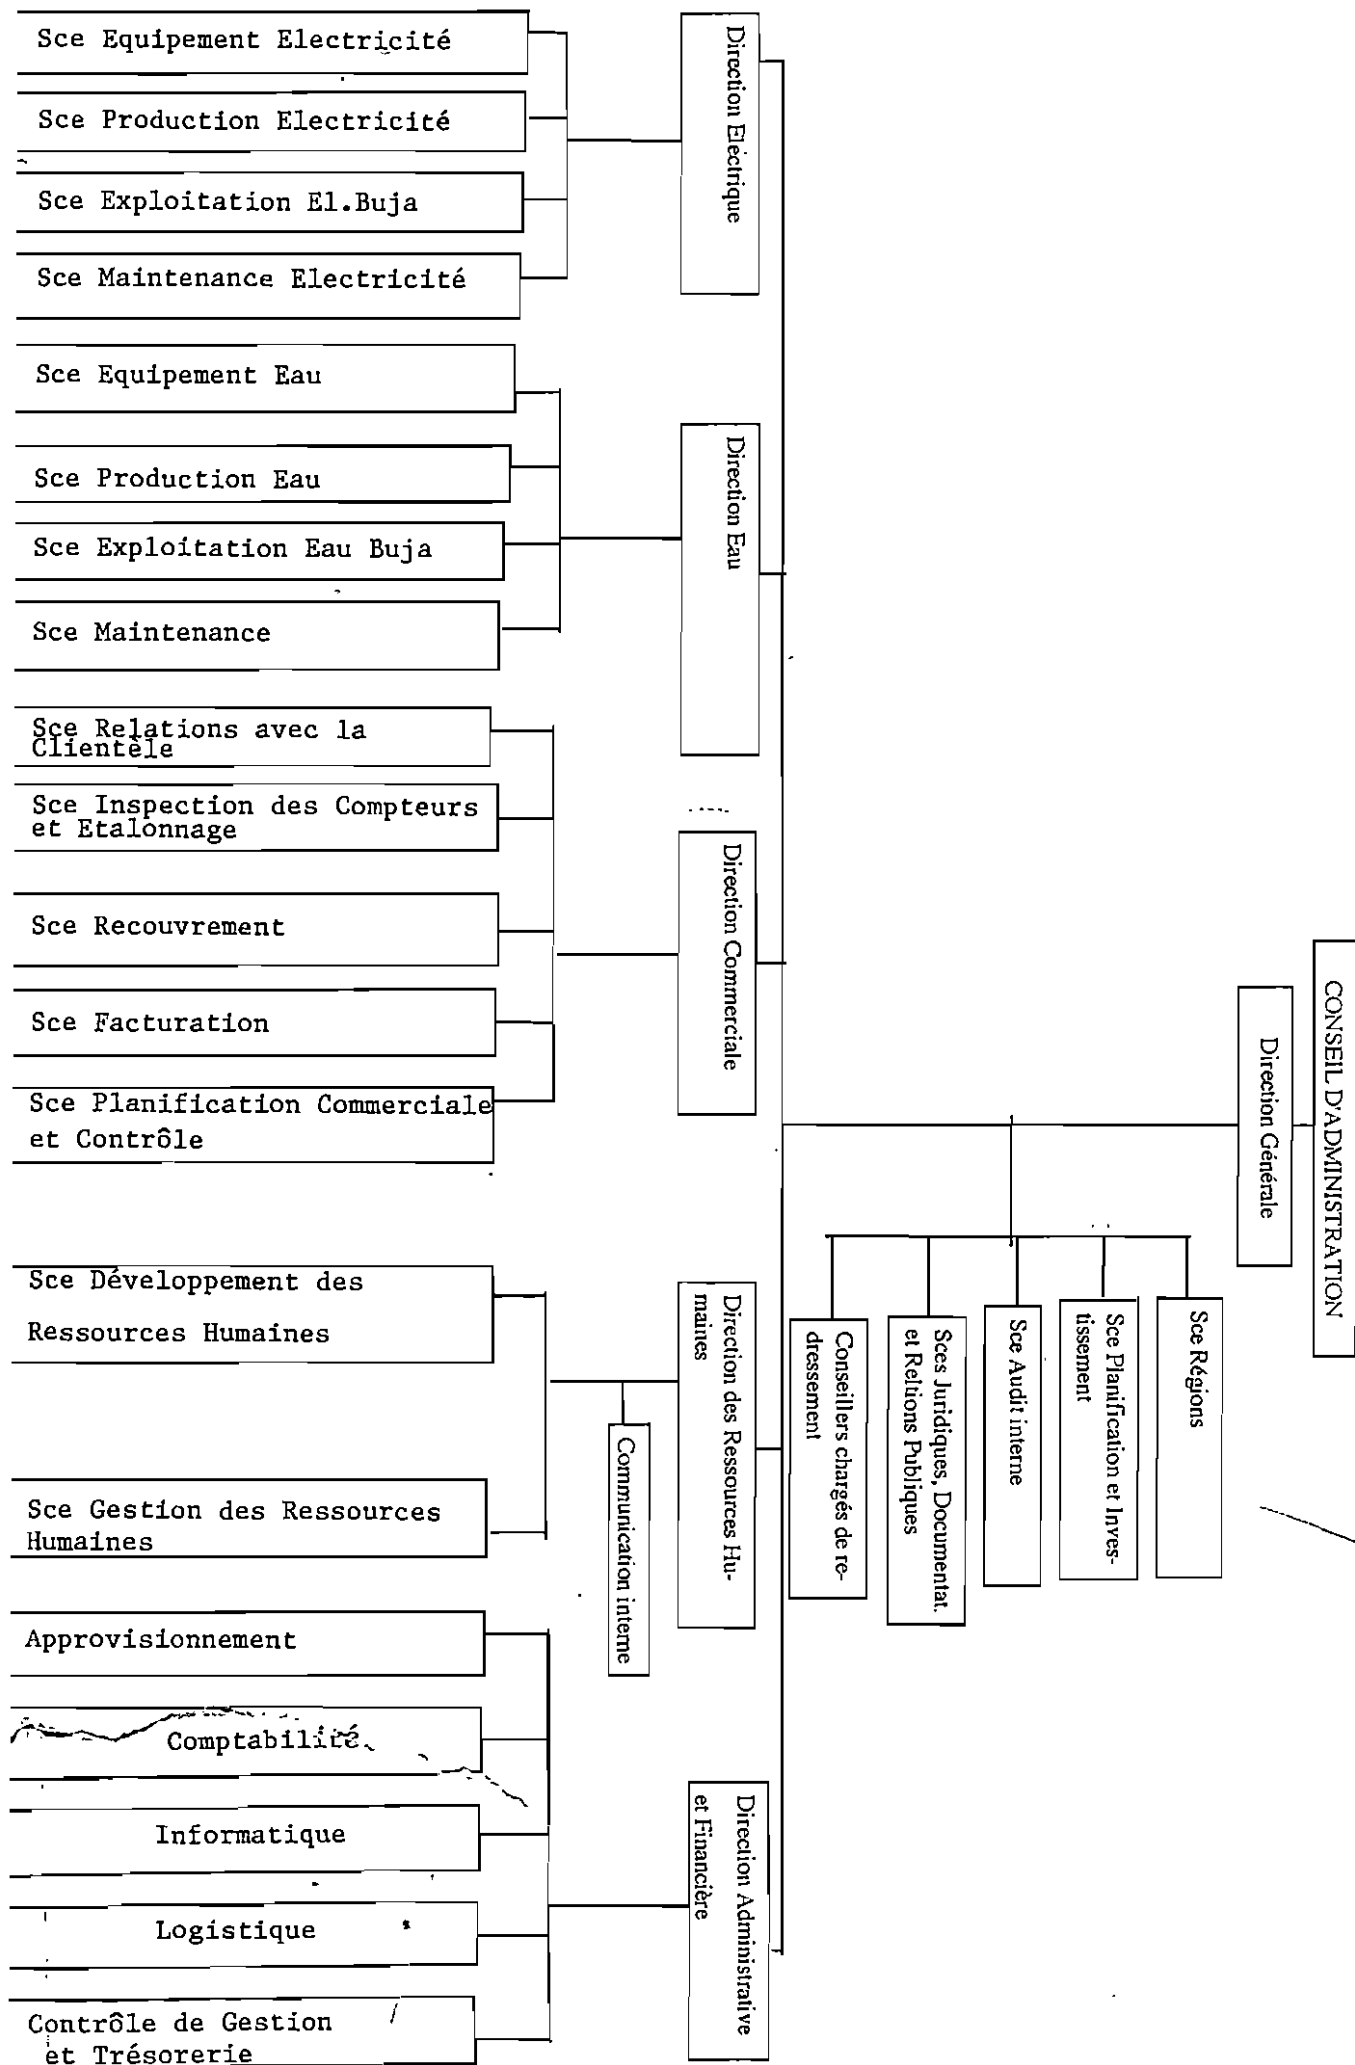 CONSEIL D'ADMINISTRATION
Direction Générale
Sce Régions
Sce Planification et Inves-
tissement
Sce Audit interne
Sces Juridiques, Documentat.
et Reltions Publiques
Conseillers chargés de re-
dressement
Direction Eléctrique
Sce Equipement Electricité
Sce Production Electricité
Sce Exploitation El.Buja
Sce Maintenance Electricité
Direction Eau
Sce Equipement Eau
Sce Production Eau
Sce Exploitation Eau Buja
Sce Maintenance
Direction Commerciale
Sce Relations avec la
Clientèle
Sce Inspection des Compteurs
et Etalonnage
Sce Recouvrement
Sce Facturation
Sce Planification Commerciale
et Contrôle
Direction des Ressources Hu-
maines
Communication interne
Sce Développement des
Ressources Humaines
Sce Gestion des Ressources
Humaines
Direction Administrative
et Financière
Approvisionnement
Comptabilité
Informatique
Logistique
Contrôle de Gestion
et Trésorerie